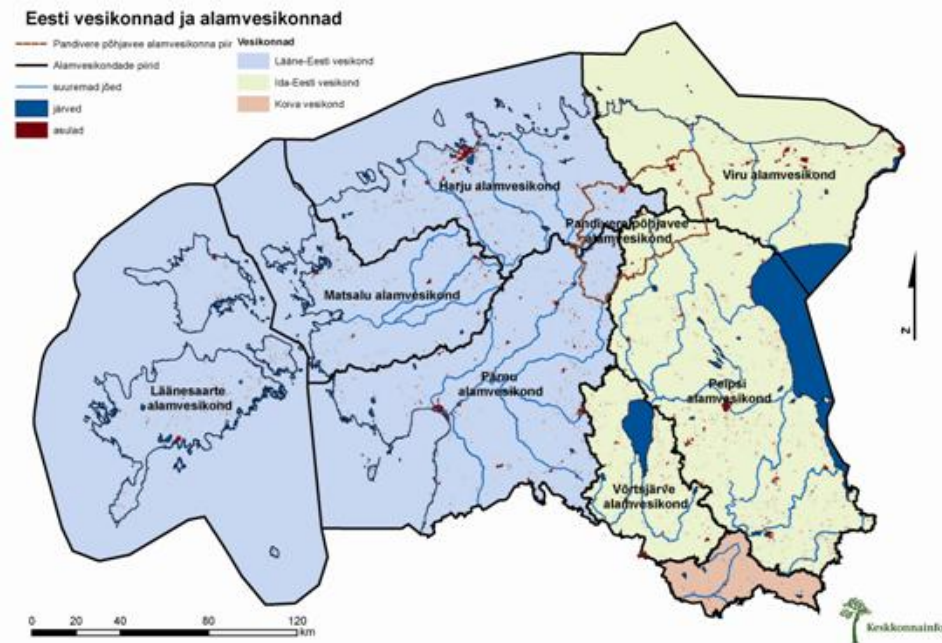 Eesti vesikonnad ja alamvesikonnad
Pandivere põhjavee alamvesikonna piir
Alamvesikondade piirid
suuremad jõed
järved
asulad
Vesikonnad
Lääne-Eesti vesikond
Ida-Eesti vesikond
Koiva vesikond
Harju alamvesikond
Viru alamvesikond
Pandivere põhjavee
alamvesikond
Matsalu alamvesikond
Läänesaarte
alamvesikond
Pärnu
alamvesikond
Peipsi
alamvesikond
Võrtsjärve
alamvesikond
N
0 20 40 80 120
km
Keskkonnainfo